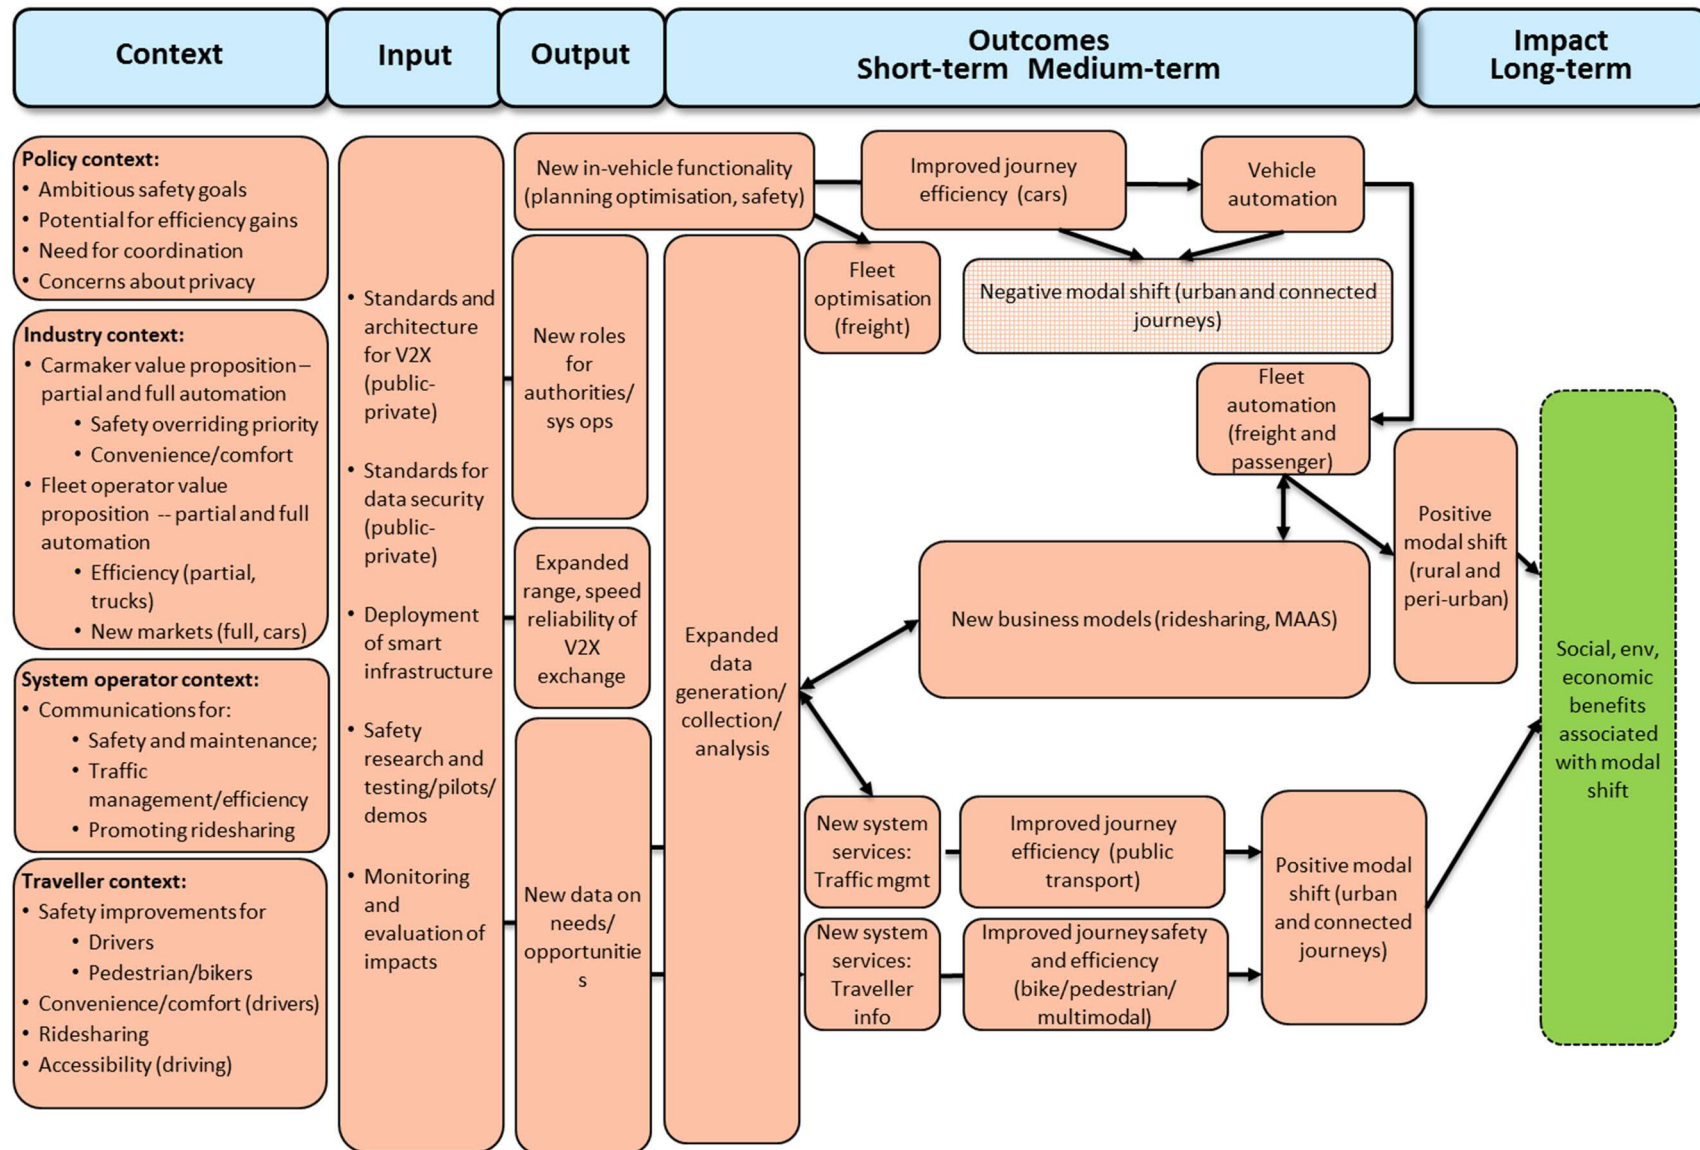 Context
Input
Output
Outcomes
Short-term Medium-term
Impact
Long-term
Policy context:
• Ambitious safety goals
• Potential for efficiency gains
• Need for coordination
• Concerns about privacy
Industry context:
• Carmaker value proposition –
partial and full automation
• Safety overriding priority
• Convenience/comfort
• Fleet operator value
proposition -- partial and full
automation
• Efficiency (partial,
trucks)
• New markets (full, cars)
System operator context:
• Communications for:
• Safety and maintenance;
• Traffic
management/efficiency
• Promoting ridesharing
Traveller context:
• Safety improvements for
• Drivers
• Pedestrian/bikers
• Convenience/comfort (drivers)
• Ridesharing
• Accessibility (driving)
• Standards and
architecture
for V2X
(public-
private)
• Standards for
data security
(public-
private)
• Deployment
of smart
infrastructure
• Safety
research and
testing/pilots/
demos
• Monitoring
and
evaluation of
impacts
New in-vehicle functionality
(planning optimisation, safety)
New roles
for
authorities/
sys ops
Expanded
range, speed
reliability of
V2X
exchange
New data on
needs/
opportunitie
s
Expanded
data
generation/
collection/
analysis
Improved journey
efficiency (cars)
Vehicle
automation
Fleet
optimisation
(freight)
Negative modal shift (urban and connected
journeys)
Fleet
automation
(freight and
passenger)
New business models (ridesharing, MAAS)
Positive
modal shift
(rural and
peri-urban)
New system
services:
Traffic mgmt
Improved journey
efficiency (public
transport)
New system
services:
Traveller
info
Improved journey safety
and efficiency
(bike/pedestrian/
multimodal)
Positive modal
shift (urban
and connected
journeys)
Social, env,
economic
benefits
associated
with modal
shift